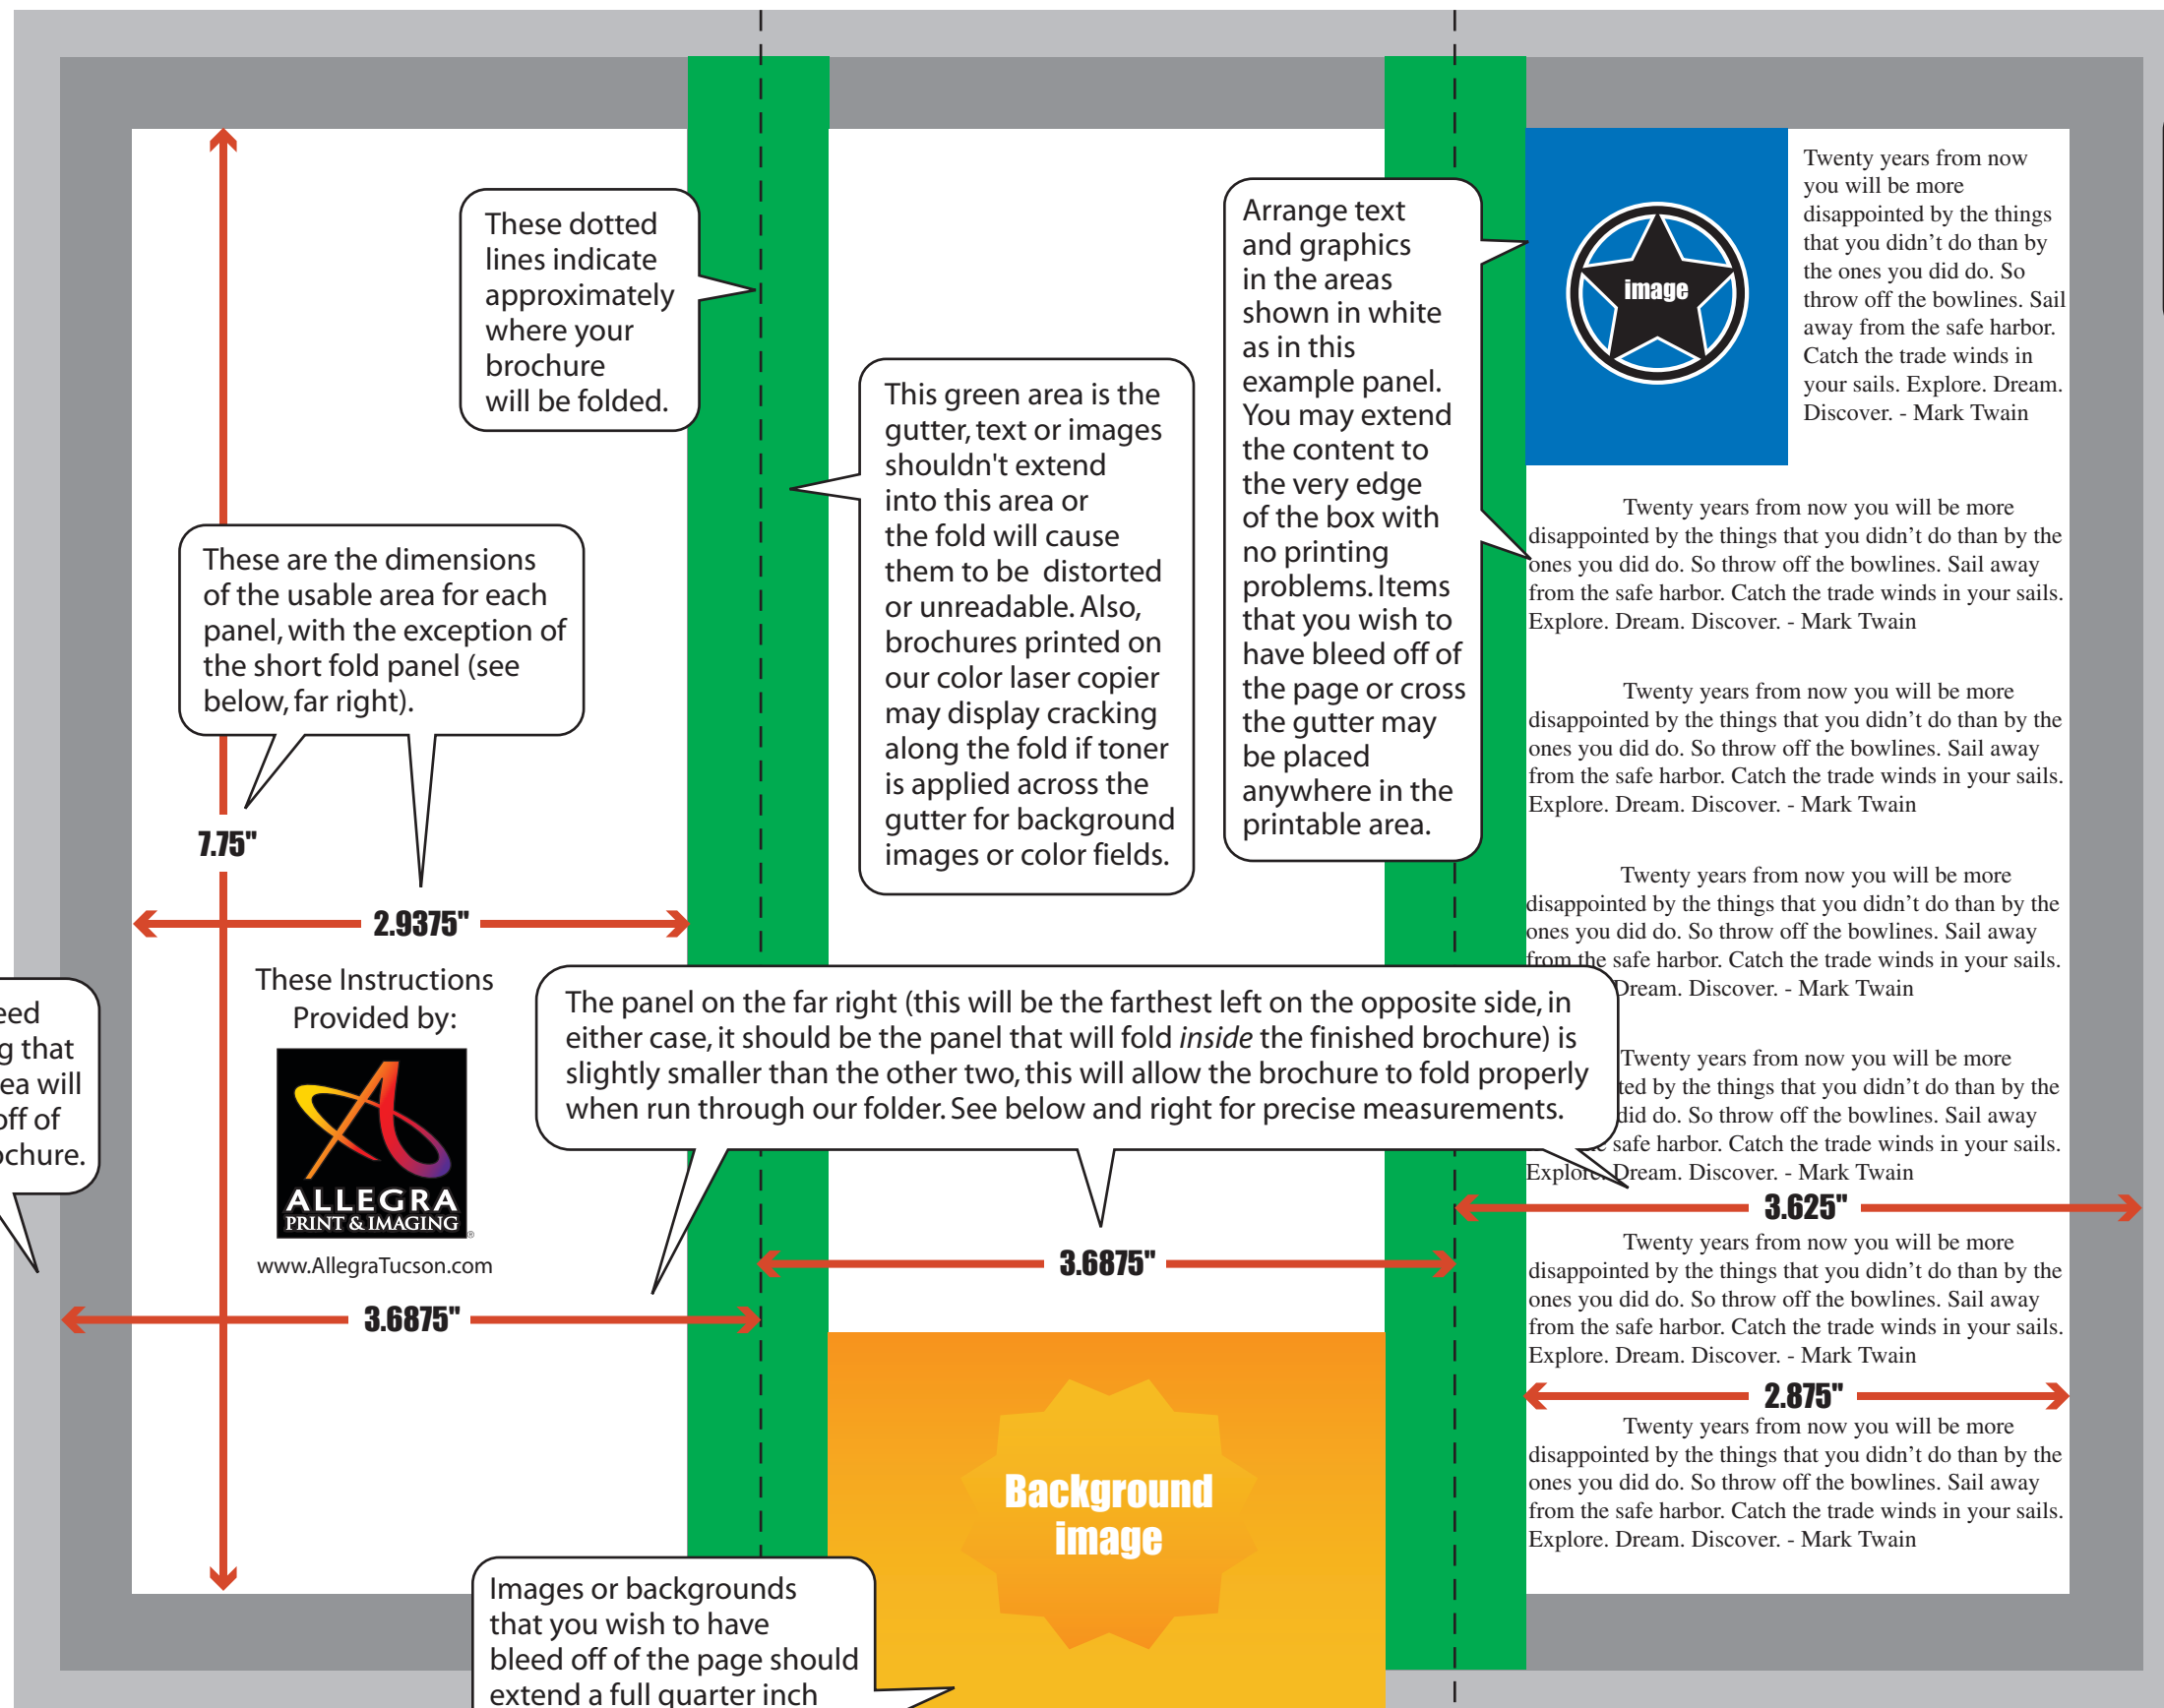 These dotted
lines indicate
approximately
where your
brochure
will be folded.
These are the dimensions
of the usable area for each
panel, with the exception of
the short fold panel (see
below, far right).
7.75"
2.9375"
These Instructions
Provided by:
ALLEGRA
PRINT & IMAGING
®
www.AllegraTucson.com
3.6875"
that
will
off of
This green area is the
gutter, text or images
shouldn't extend
into this area or
the fold will cause
them to be distorted
or unreadable. Also,
brochures printed on
our color laser copier
may display cracking
along the fold if toner
is applied across the
gutter for background
images or color fields.
Arrange text
and graphics
in the areas
shown in white
as in this
example panel.
You may extend
the content to
the very edge
of the box with
no printing
problems. Items
that you wish to
have bleed off of
the page or cross
the gutter may
be placed
anywhere in the
printable area.
The panel on the far right (this will be the farthest left on the opposite side, in
either case, it should be the panel that will fold inside the finished brochure) is
slightly smaller than the other two, this will allow the brochure to fold properly
when run through our folder. See below and right for precise measurements.
3.6875"
Background
image
Images or backgrounds
that you wish to have
bleed off of the page should
extend a full quarter inch
image
Twenty years from now
you will be more
disappointed by the things
that you didn’t do than by
the ones you did do. So
throw off the bowlines. Sail
away from the safe harbor.
Catch the trade winds in
your sails. Explore. Dream.
Discover. - Mark Twain
Twenty years from now you will be more
disappointed by the things that you didn’t do than by the
ones you did do. So throw off the bowlines. Sail away
from the safe harbor. Catch the trade winds in your sails.
Explore. Dream. Discover. - Mark Twain
Twenty years from now you will be more
disappointed by the things that you didn’t do than by the
ones you did do. So throw off the bowlines. Sail away
from the safe harbor. Catch the trade winds in your sails.
Explore. Dream. Discover. - Mark Twain
Twenty years from now you will be more
disappointed by the things that you didn’t do than by the
ones you did do. So throw off the bowlines. Sail away
from the safe harbor. Catch the trade winds in your sails.
Dream. Discover. - Mark Twain
Twenty years from now you will be more
by the things that you didn’t do than by the
did do. So throw off the bowlines. Sail away
safe harbor. Catch the trade winds in your sails.
Explore. Dream. Discover. - Mark Twain
3.625"
Twenty years from now you will be more
disappointed by the things that you didn’t do than by the
ones you did do. So throw off the bowlines. Sail away
from the safe harbor. Catch the trade winds in your sails.
Explore. Dream. Discover. - Mark Twain
2.875"
Twenty years from now you will be more
disappointed by the things that you didn’t do than by the
ones you did do. So throw off the bowlines. Sail away
from the safe harbor. Catch the trade winds in your sails.
Explore. Dream. Discover. - Mark Twain